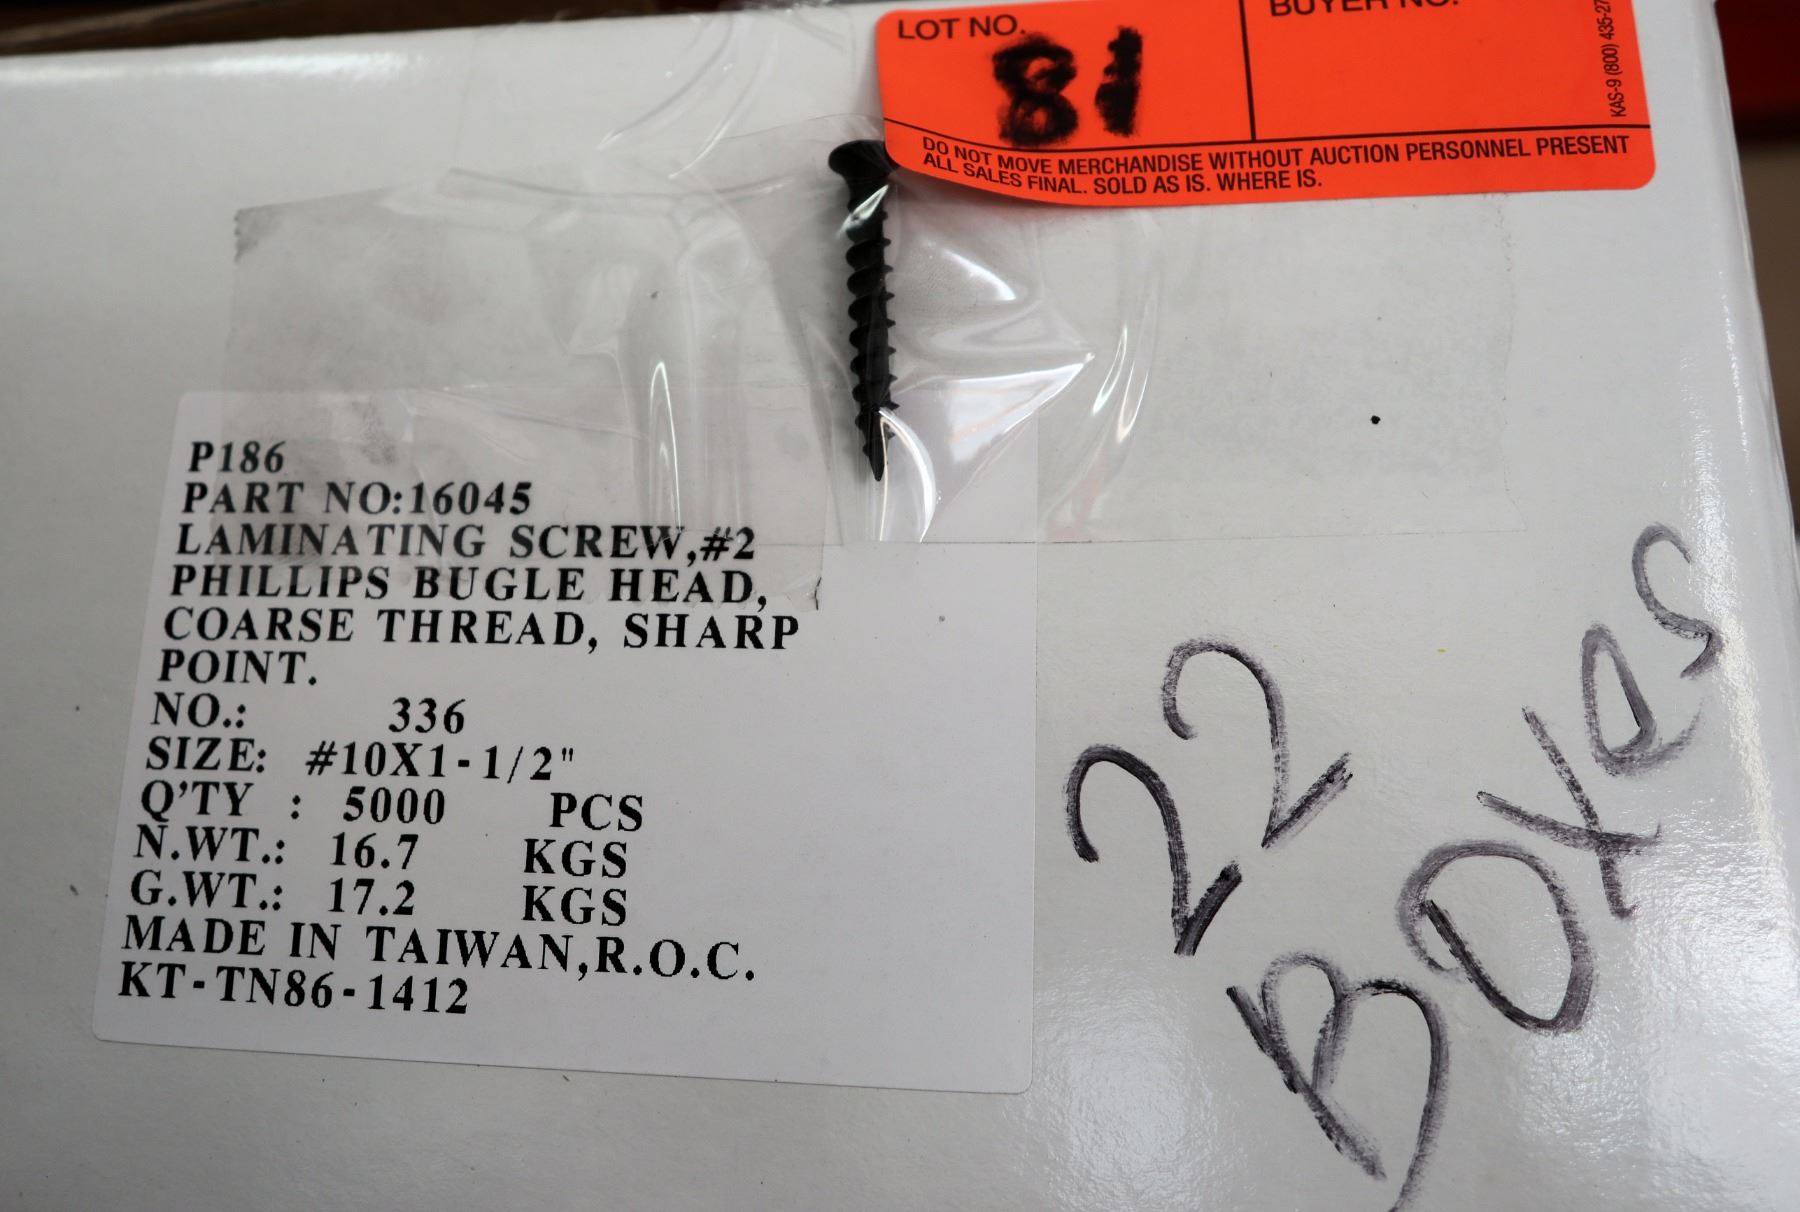 LOT NO.
81
BUYER NO.
DO NOT MOVE MERCHANDISE WITHOUT AUCTION PERSONNEL PRESENT
ALL SALES FINAL. SOLD AS IS. WHERE IS.
KAS-9 (800) 435-27
P186
PART NO:16045
LAMINATING SCREW,#2
PHILLIPS BUGLE HEAD,
COARSE THREAD, SHARP
POINT.
NO.: 336
SIZE: #10X1-1/2"
Q'TY : 5000 PCS
N.WT.: 16.7 KGS
G.WT.: 17.2 KGS
MADE IN TAIWAN,R.O.C.
KT-TN86-1412
22
BOXES